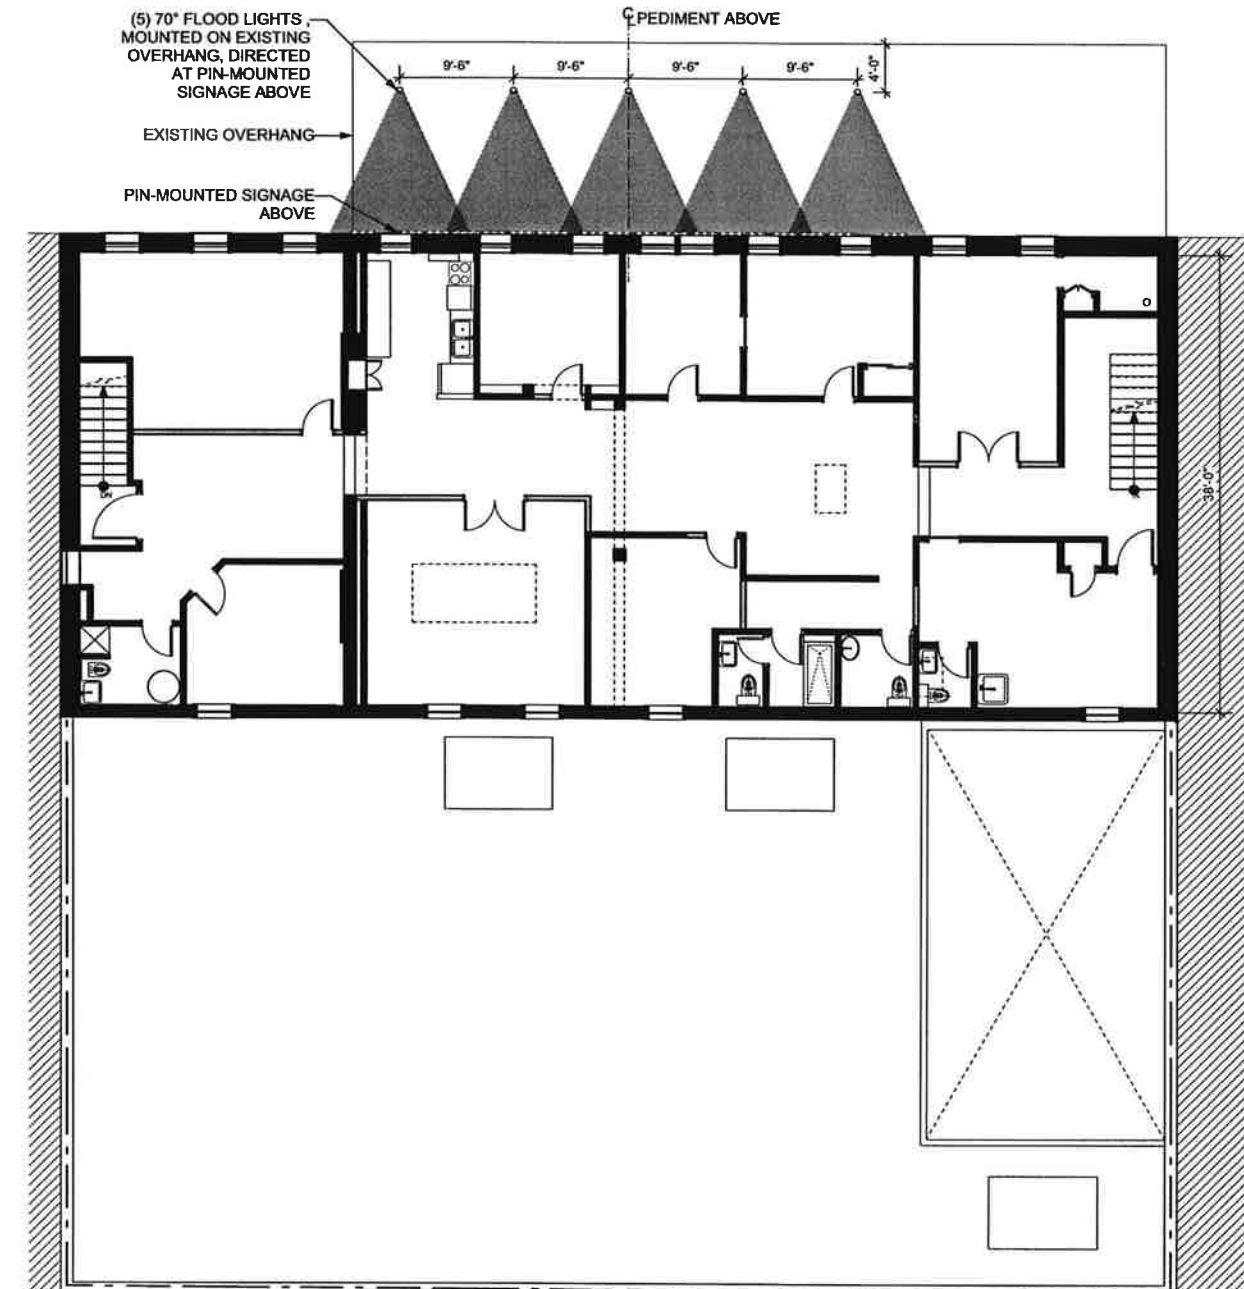 (5) 70° FLOOD LIGHTS,
MOUNTED ON EXISTING
OVERHANG, DIRECTED
AT PIN-MOUNTED
SIGNAGE ABOVE
℄ PEDIMENT ABOVE
9'-6"
9'-6"
9'-6"
9'-6"
4'-0"
EXISTING OVERHANG
PIN-MOUNTED SIGNAGE
ABOVE
38'-0"
DN